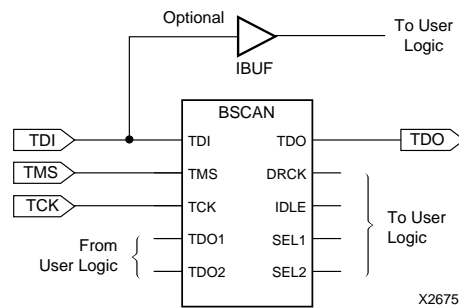 Optional
To User
Logic
IBUF
BSCAN
TDI
TDI
TDO
TDO
TMS
TMS
DRCK
TCK
TCK
IDLE
To User
Logic
From
User Logic
TDO1
SEL1
TDO2
SEL2
X2675